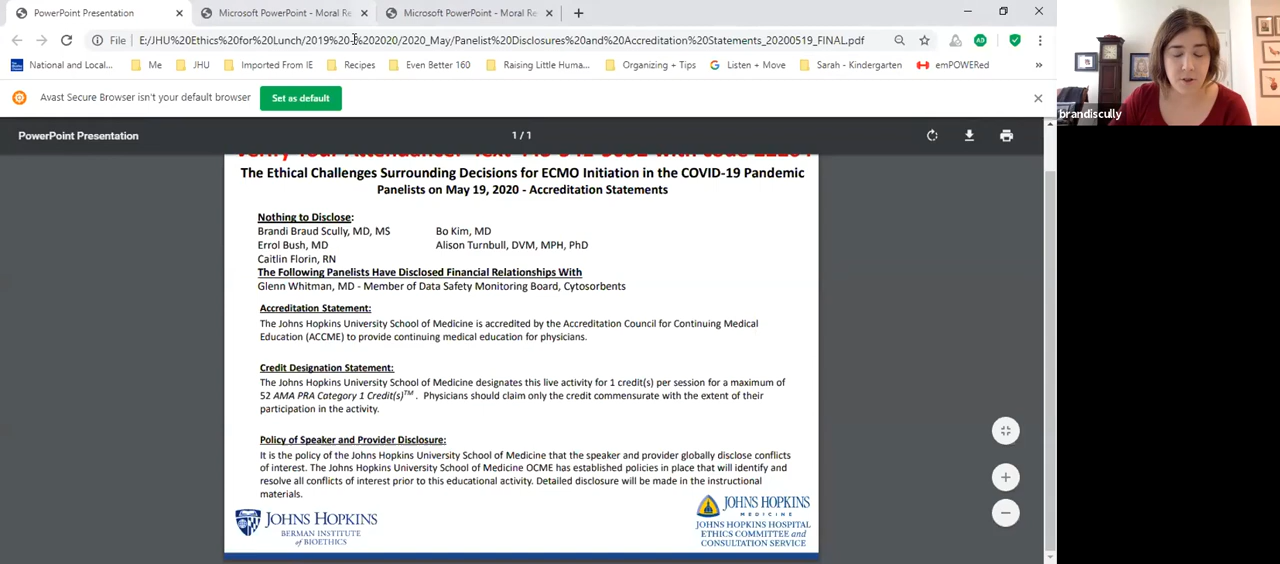 PowerPoint Presentation
Microsoft PowerPoint - Moral Re
Microsoft PowerPoint - Moral Res
File
E:/JHU%20Ethics%20for%20Lunch/2019%20-%202020/2020_May/Panelist%20Disclosures%20and%20Accreditation%20Statements_20200519_FINAL.pdf
National and Local...
Me
JHU
Imported From IE
Recipes
Even Better 160
Raising Little Huma...
Organizing + Tips
Listen + Move
Sarah - Kindergarten
emPOWERed
Avast Secure Browser isn't your default browser
Set as default
PowerPoint Presentation
1 / 1
The Ethical Challenges Surrounding Decisions for ECMO Initiation in the COVID-19 Pandemic
Panelists on May 19, 2020 - Accreditation Statements
Nothing to Disclose:
Brandi Braud Scully, MD, MS
Bo Kim, MD
Errol Bush, MD
Alison Turnbull, DVM, MPH, PhD
Caitlin Florin, RN
The Following Panelists Have Disclosed Financial Relationships With
Glenn Whitman, MD - Member of Data Safety Monitoring Board, Cytosorbents
Accreditation Statement:
The Johns Hopkins University School of Medicine is accredited by the Accreditation Council for Continuing Medical
Education (ACCME) to provide continuing medical education for physicians.
Credit Designation Statement:
The Johns Hopkins University School of Medicine designates this live activity for 1 credit(s) per session for a maximum of
52 AMA PRA Category 1 Credit(s)TM. Physicians should claim only the credit commensurate with the extent of their
participation in the activity.
Policy of Speaker and Provider Disclosure:
It is the policy of the Johns Hopkins University School of Medicine that the speaker and provider globally disclose conflicts
of interest. The Johns Hopkins University School of Medicine OCME has established policies in place that will identify and
resolve all conflicts of interest prior to this educational activity. Detailed disclosure will be made in the instructional
materials.
JOHNS HOPKINS
BERMAN INSTITUTE
of BIOETHICS
JOHNS HOPKINS
MEDICINE
JOHNS HOPKINS HOSPITAL
ETHICS COMMITTEE and
CONSULTATION SERVICE
brandiscully